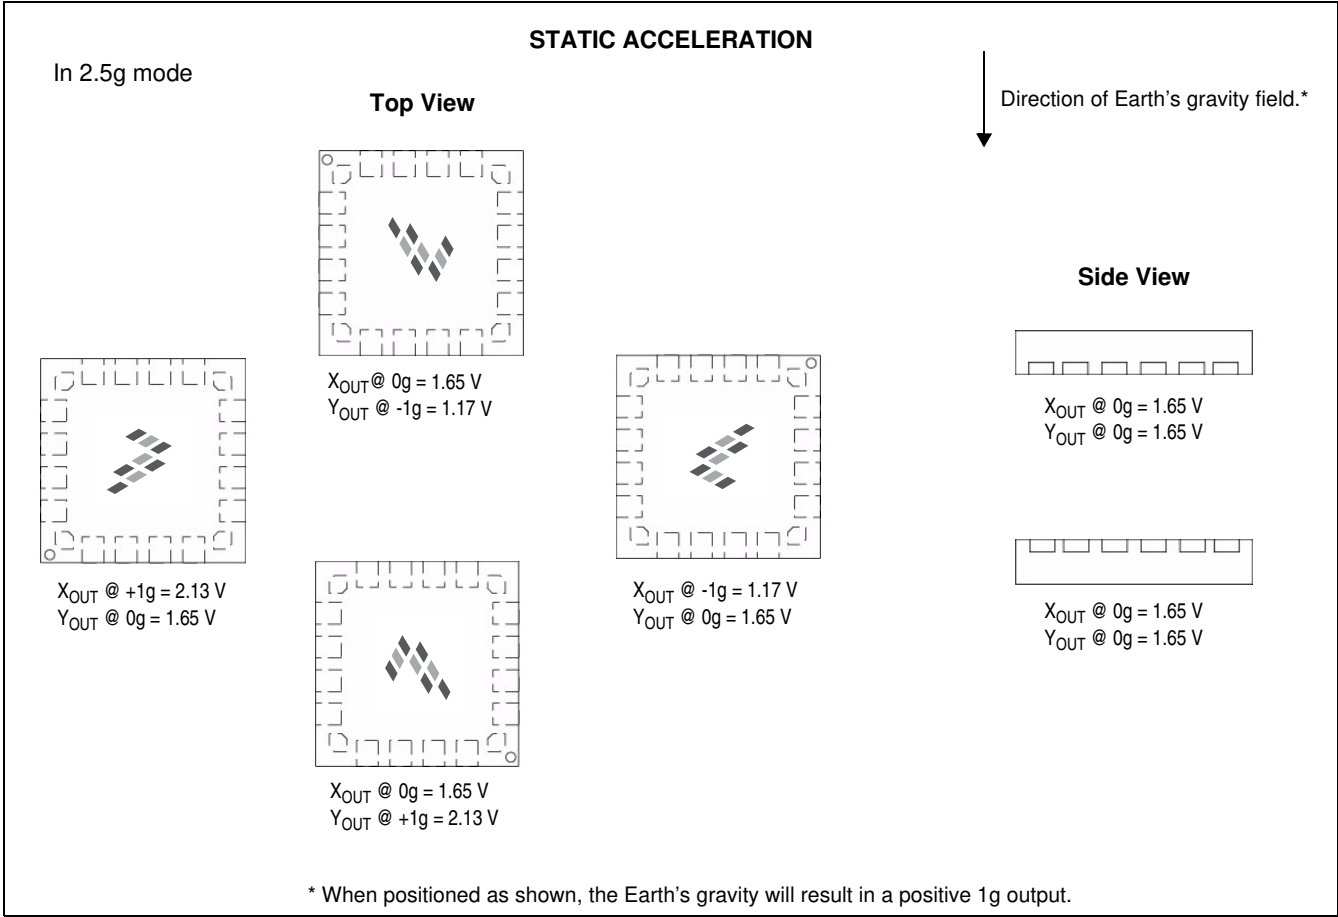 STATIC ACCELERATION
In 2.5g mode
Direction of Earth's gravity field.*
Top View
Side View
XOUT@ 0g = 1.65 V
YOUT @ -1g = 1.17 V
XOUT @ +1g = 2.13 V
YOUT @ 0g = 1.65 V
XOUT @ -1g = 1.17 V
YOUT @ 0g = 1.65 V
XOUT @ 0g = 1.65 V
YOUT @ +1g = 2.13 V
XOUT @ 0g = 1.65 V
YOUT @ 0g = 1.65 V
XOUT @ 0g = 1.65 V
YOUT @ 0g = 1.65 V
* When positioned as shown, the Earth's gravity will result in a positive 1g output.